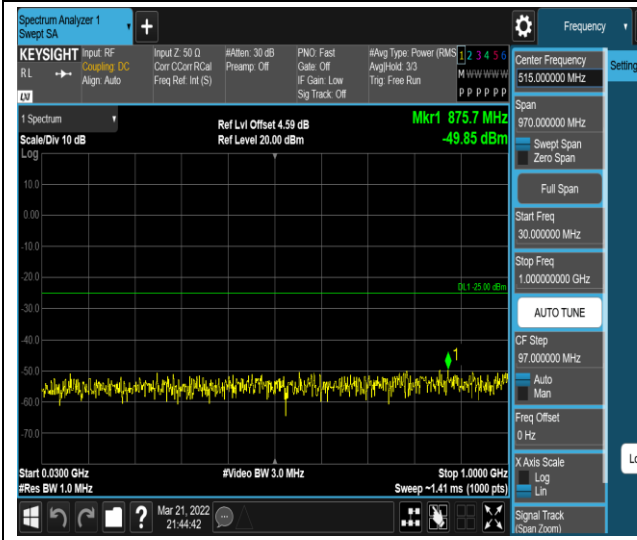 Spectrum Analyzer 1
Swept SA
+
Frequency
KEYSIGHT
RL
LXI
Input: RF
Coupling: DC
Align: Auto
Input Z: 50 Ω
Corr CCorr RCal
Freq Ref: Int (S)
#Atten: 30 dB
Preamp: Off
PNO: Fast
Gate: Off
IF Gain: Low
Sig Track: Off
#Avg Type: Power (RMS
Avg|Hold: 3/3
Trig: Free Run
1 2 3 4 5 6
M W W W W W
P P P P P P
1 Spectrum
Scale/Div 10 dB
Ref Lvl Offset 4.59 dB
Ref Level 20.00 dBm
Mkr1 875.7 MHz
-49.85 dBm
Log
10.0
0.00
-10.0
-20.0
DL1 -25.00 dBm
-30.0
-40.0
1
-50.0
-60.0
-70.0
Start 0.0300 GHz
#Res BW 1.0 MHz
#Video BW 3.0 MHz
Stop 1.0000 GHz
Sweep ~1.41 ms (1000 pts)
?
Mar 21, 2022
21:44:42
Center Frequency
515.000000 MHz
Settings
Span
970.000000 MHz
Swept Span
Zero Span
Full Span
Start Freq
30.000000 MHz
Stop Freq
1.000000000 GHz
AUTO TUNE
CF Step
97.000000 MHz
Auto
Man
Freq Offset
0 Hz
X Axis Scale
Log
Lin
Lo
Signal Track
(Span Zoom)